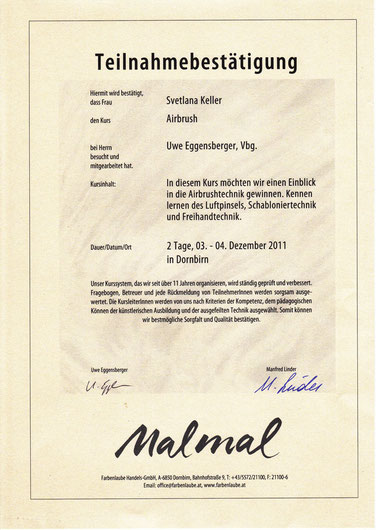 Teilnahmebestätigung
Hiermit wird bestätigt,
dass Frau Svetlana Keller
den Kurs Airbrush
bei Herrn Uwe Eggensberger, Vbg.
besucht und
mitgearbeitet hat.
Kursinhalt: In diesem Kurs möchten wir einen Einblick
in die Airbrushtechnik gewinnen. Kennen
lernen des Luftpinsels, Schabloniertechnik
und Freihandtechnik.
Dauer/Datum/Ort 2 Tage, 03. - 04. Dezember 2011
in Dornbirn
Unser Kurssystem, das wir seit über 11 Jahren organisieren, wird ständig geprüft und verbessert.
Fragebogen, Betreuer und jede Rückmeldung von TeilnehmerInnen werden sorgsam ausge-
wertet. Die KursleiterInnen werden von uns nach Kriterien der Kompetenz, dem pädagogischen
Können der künstlerischen Ausbildung und der ausgefeilten Technik ausgewählt. Somit können
wir bestmögliche Sorgfalt und Qualität bestätigen.
Uwe Eggensberger Manfred Linder
U. Egg M. Linder
Malmal
Farbenlaube Handels-GmbH, A-6850 Dornbirn, Bahnhofstraße 9, T: +43/5572/21100, F: 21100-6
Email: office@farbenlaube.at, www.farbenlaube.at